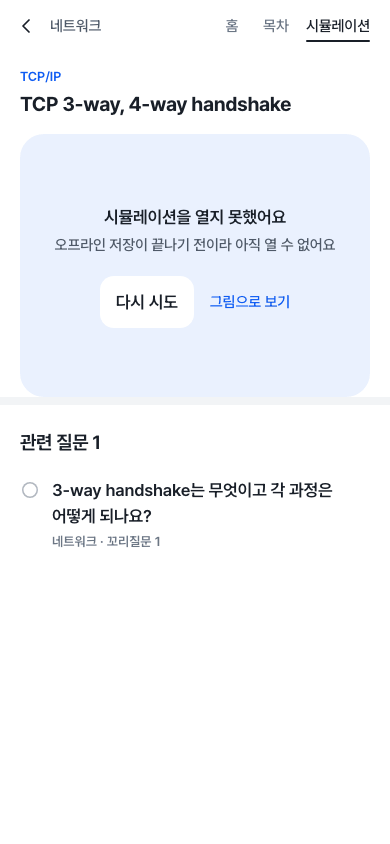 네트워크
홈
목차
시뮬레이션
TCP/IP
TCP 3-way, 4-way handshake
시뮬레이션을 열지 못했어요
오프라인 저장이 끝나기 전이라 아직 열 수 없어요
다시 시도
그림으로 보기
관련 질문 1
3-way handshake는 무엇이고 각 과정은
어떻게 되나요?
네트워크 · 꼬리질문 1